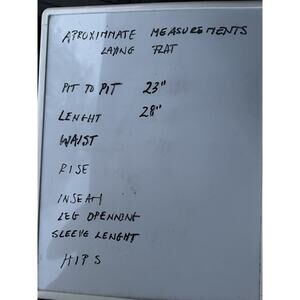 APROXIMMATE MEASUREMENTS
LAYING FLAT
PIT TO PIT 23"
LENGHT 28"
WAIST
RISE
INSEAM
LEG OPENNING
SLEEVE LENGHT
HIPS